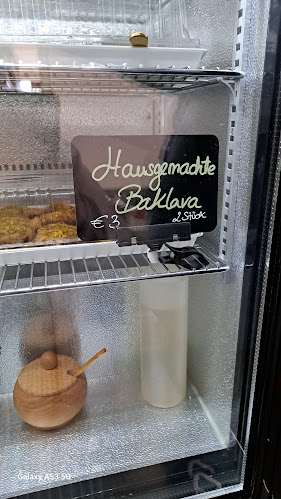 Hausgemachte
Baklava
€ 3 2 Stück
Galaxy A53 5G